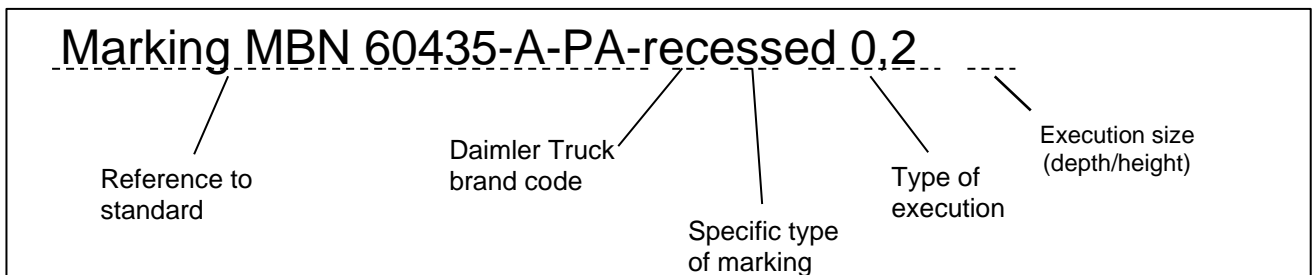 Marking MBN 60435-A-PA-recessed 0,2
Daimler Truck
brand code
Execution size
(depth/height)
Reference to
standard
Type of
execution
Specific type
of marking